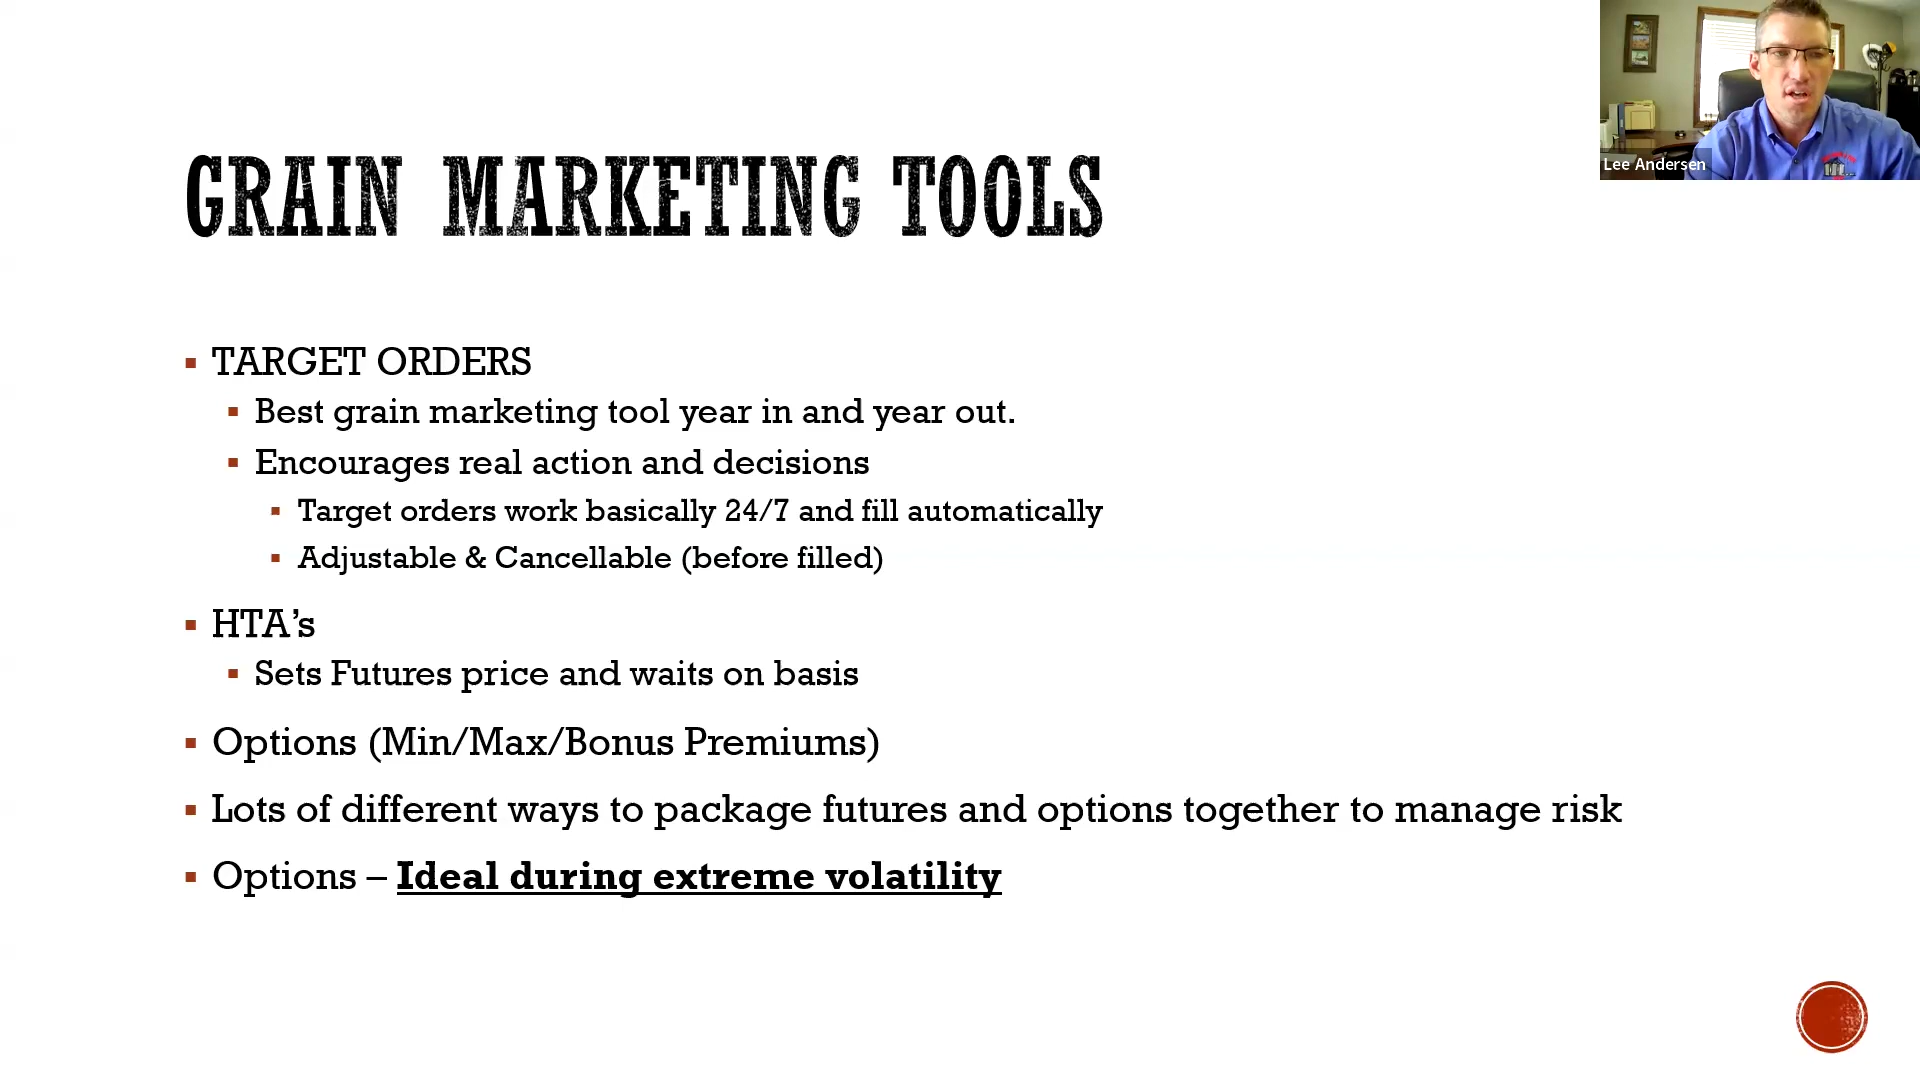 Lee Andersen
GRAIN MARKETING TOOLS
TARGET ORDERS
Best grain marketing tool year in and year out.
Encourages real action and decisions
Target orders work basically 24/7 and fill automatically
Adjustable & Cancellable (before filled)
HTA’s
Sets Futures price and waits on basis
Options (Min/Max/Bonus Premiums)
Lots of different ways to package futures and options together to manage risk
Options – Ideal during extreme volatility